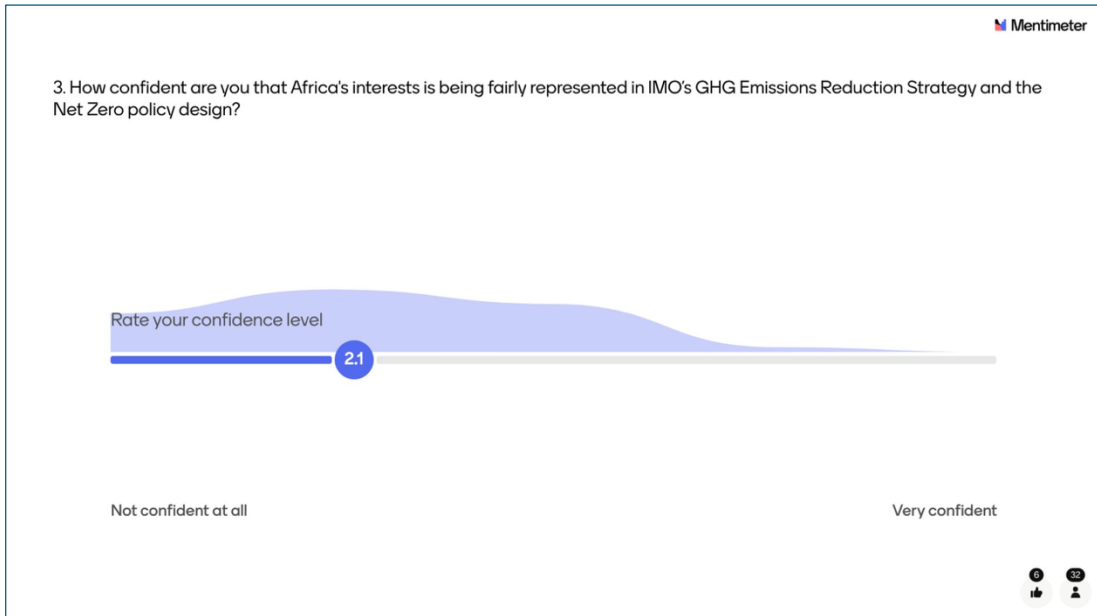 Mentimeter
3. How confident are you that Africa's interests is being fairly represented in IMO's GHG Emissions Reduction Strategy and the
Net Zero policy design?
Rate your confidence level
2.1
Not confident at all
Very confident
6
32